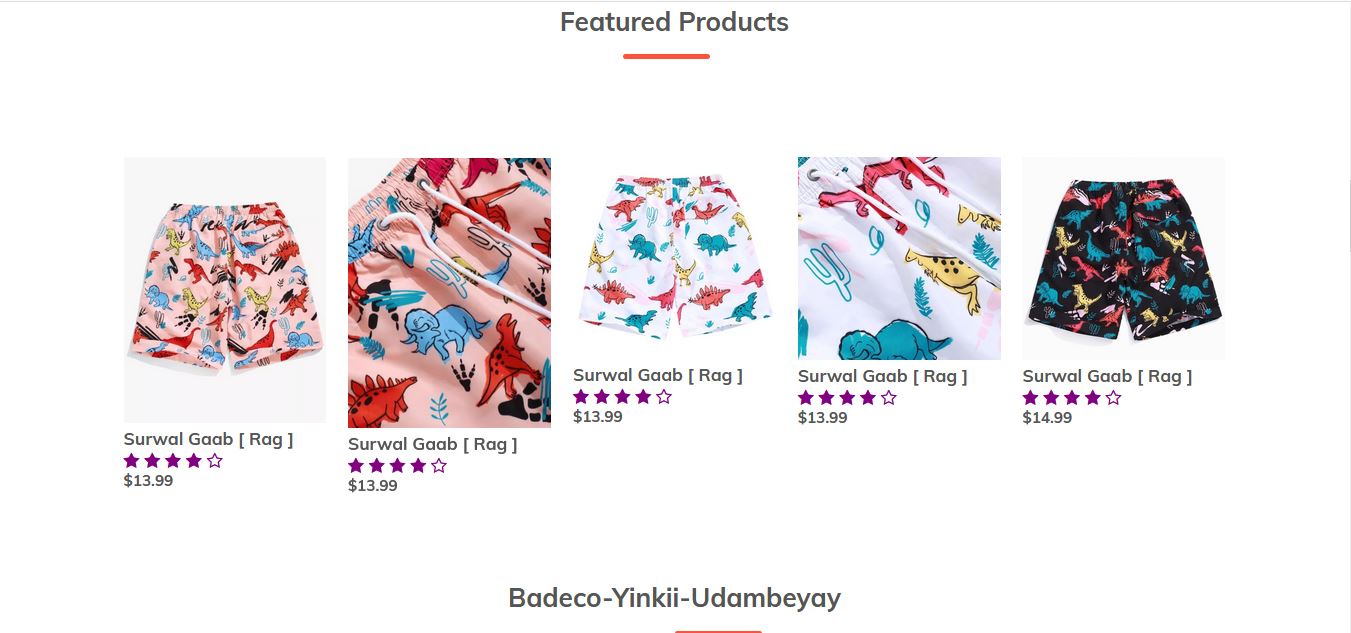 Featured Products
Surwal Gaab [ Rag ]
$13.99
Surwal Gaab [ Rag ]
$13.99
Surwal Gaab [ Rag ]
$13.99
Surwal Gaab [ Rag ]
$13.99
Surwal Gaab [ Rag ]
$14.99
Badeco-Yinkii-Udambeyay